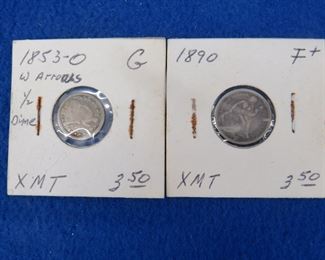 1853-O G
W Arrows
1/2
Dime
XMT 3.50
1890 F+
XMT 3.50